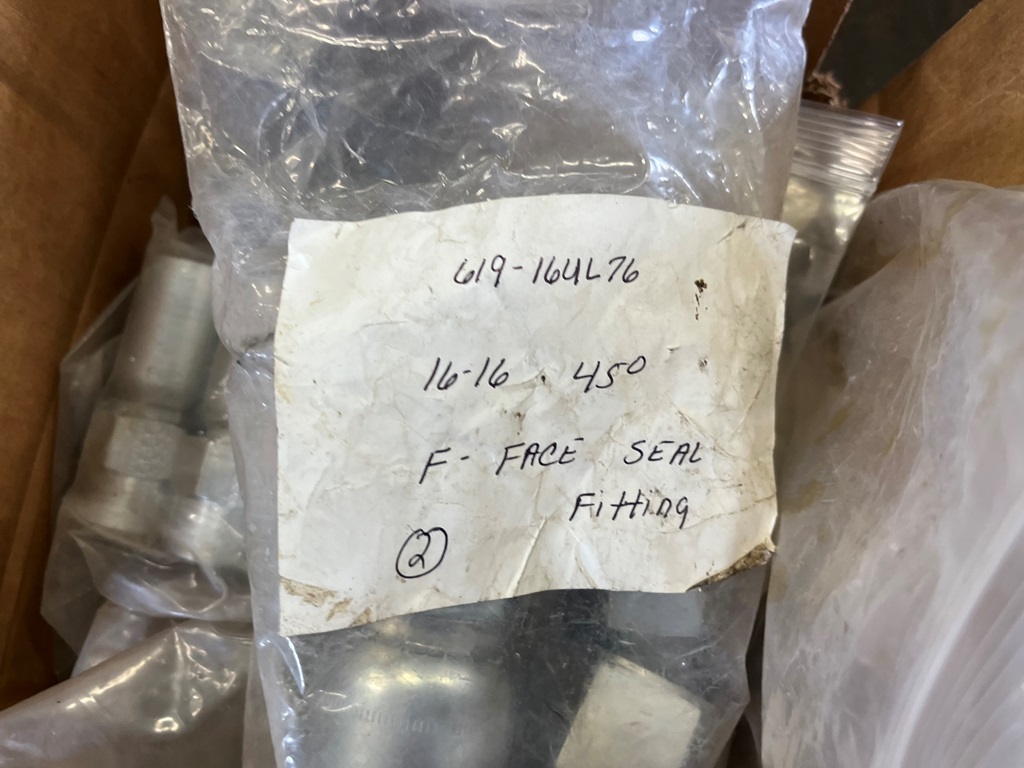 619-164L76
16-16 45°
F- FACE SEAL
Fitting
2